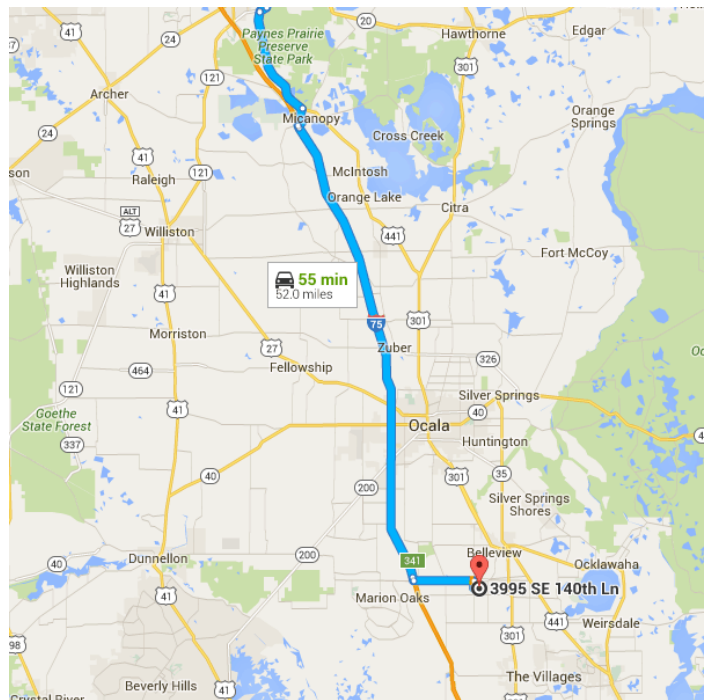 41
24
Paynes Prairie
Preserve
State Park
20
Hawthorne
Edgar
121
301
Archer
Micanopy
Orange
Springs
Cross Creek
24
41
son
Raleigh
121
McIntosh
Orange Lake
Citra
ALT
27
Williston
441
Fort McCoy
Williston
Highlands
55 min
52.0 miles
41
75
301
Morriston
27
Zuber
326
464
Fellowship
121
Silver Springs
41
40
Goethe
State Forest
Ocala
4
337
Huntington
40
200
301
35
Silver Springs
Shores
40
Dunnellon
200
341
Belleview
Ocklawaha
3995 SE 140th Ln
41
Marion Oaks
Weirsdale
98
301
441
Beverly Hills
The Villages
Crystal River